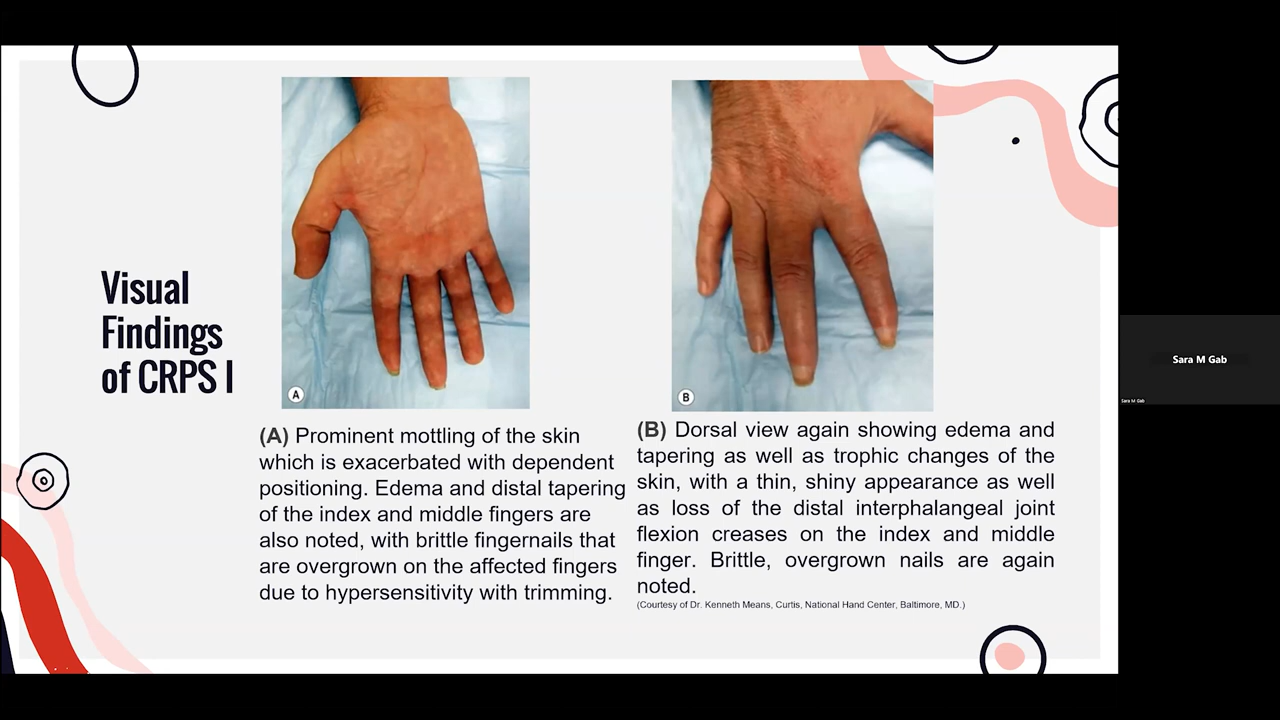 Visual
Findings
of CRPS I
A
(A) Prominent mottling of the skin
which is exacerbated with dependent
positioning. Edema and distal tapering
of the index and middle fingers are
also noted, with brittle fingernails that
are overgrown on the affected fingers
due to hypersensitivity with trimming.
B
(B) Dorsal view again showing edema and
tapering as well as trophic changes of the
skin, with a thin, shiny appearance as well
as loss of the distal interphalangeal joint
flexion creases on the index and middle
finger. Brittle, overgrown nails are again
noted.
(Courtesy of Dr. Kenneth Means, Curtis, National Hand Center, Baltimore, MD.)
Sara M Gab
Sara M Gab